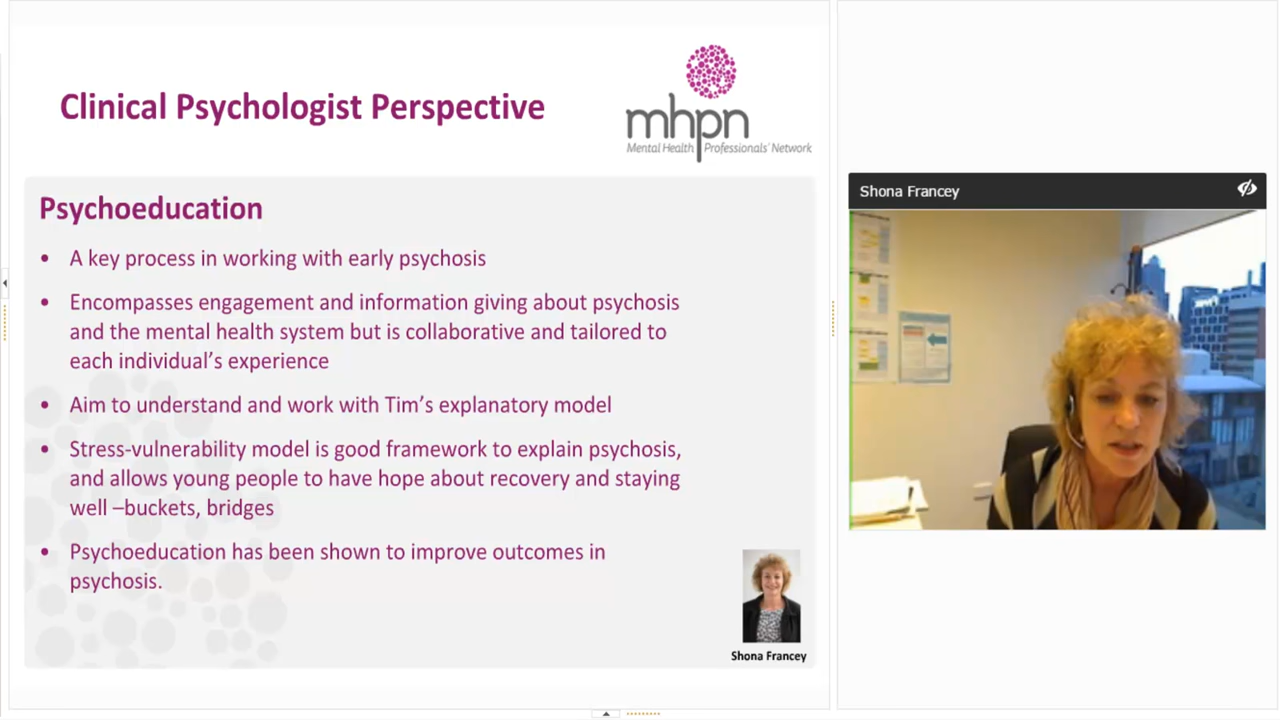 Clinical Psychologist Perspective
mhpn
Mental Health Professionals' Network
Psychoeducation
• A key process in working with early psychosis
• Encompasses engagement and information giving about psychosis
and the mental health system but is collaborative and tailored to
each individual's experience
• Aim to understand and work with Tim's explanatory model
• Stress-vulnerability model is good framework to explain psychosis,
and allows young people to have hope about recovery and staying
well –buckets, bridges
• Psychoeducation has been shown to improve outcomes in
psychosis.
Shona Francey
Shona Francey